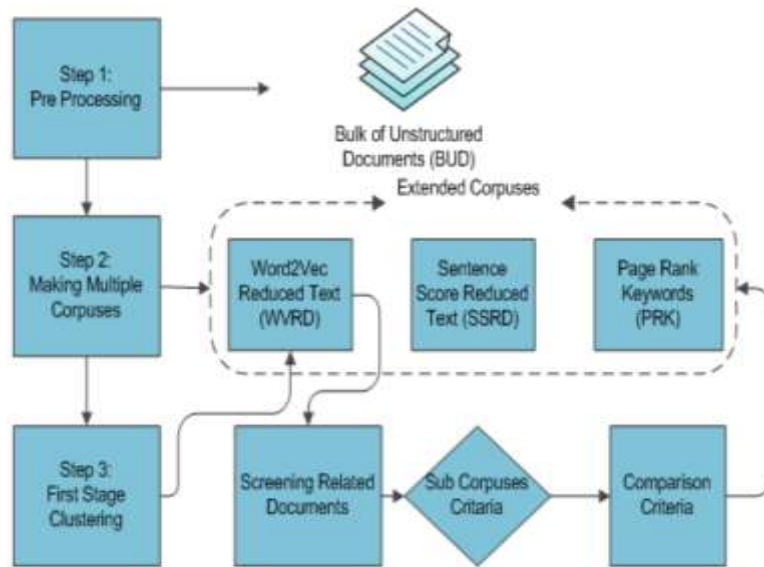 Step 1:
Pre Processing
Bulk of Unstructured
Documents (BUD)
Extended Corpuses
Step 2:
Making Multiple
Corpuses
Word2Vec
Reduced Text
(WVRD)
Sentence
Score Reduced
Text (SSRD)
Page Rank
Keywords
(PRK)
Step 3:
First Stage
Clustering
Screening Related
Documents
Sub Corpuses
Critaria
Comparison
Criteria